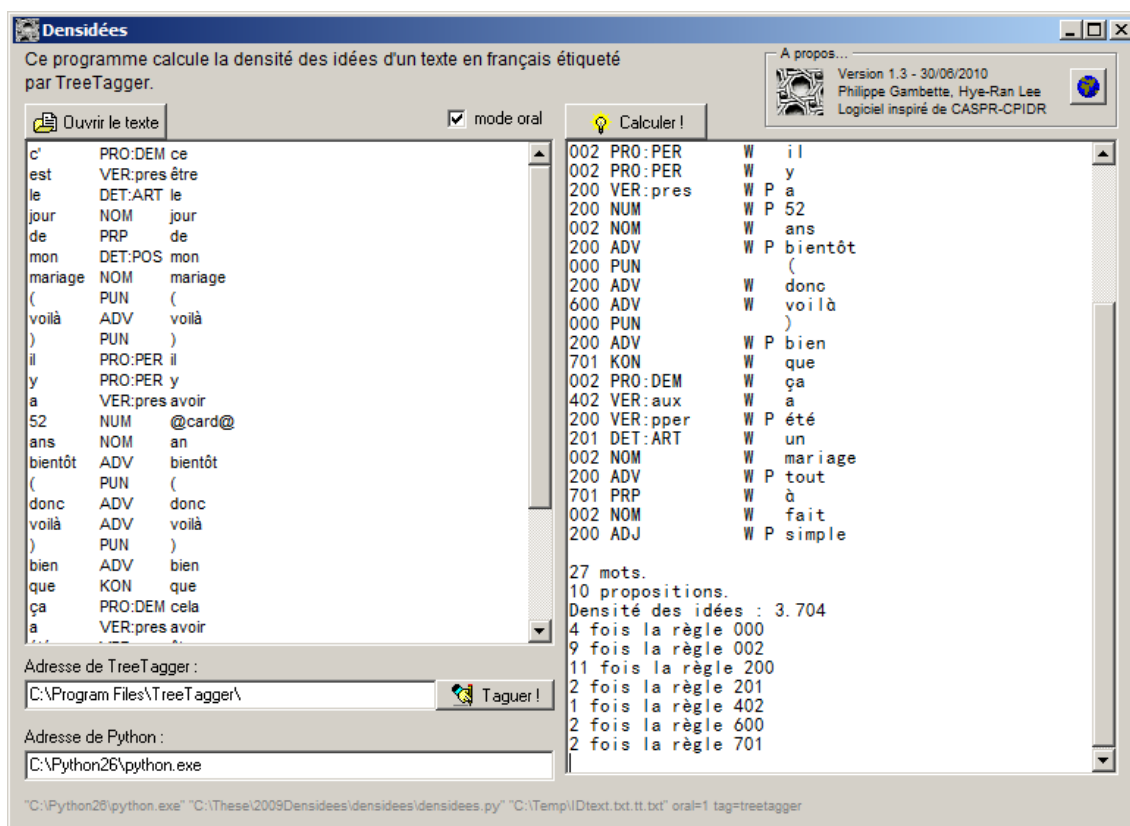 Densidées
Ce programme calcule la densité des idées d'un texte en français étiqueté
par TreeTagger.
A propos...
Version 1.3 - 30/06/2010
Philippe Gambette, Hye-Ran Lee
Logiciel inspiré de CASPR-CPIDR
Ouvrir le texte
mode oral
Calculer !
c' PRO:DEM ce
est VER:pres être
le DET:ART le
jour NOM jour
de PRP de
mon DET:POS mon
mariage NOM mariage
( PUN (
voilà ADV voilà
) PUN )
il PRO:PER il
y PRO:PER y
a VER:pres avoir
52 NUM @card@
ans NOM an
bientôt ADV bientôt
( PUN (
donc ADV donc
voilà ADV voilà
) PUN )
bien ADV bien
que KON que
ça PRO:DEM cela
a VER:pres avoir
Adresse de TreeTagger :
C:\Program Files\TreeTagger\
Taguer !
Adresse de Python :
C:\Python26\python.exe
002 PRO:PER W il
002 PRO:PER W y
200 VER:pres W P a
200 NUM W P 52
002 NOM W ans
200 ADV W P bientôt
000 PUN (
200 ADV W donc
600 ADV W voilà
000 PUN )
200 ADV W P bien
701 KON W que
002 PRO:DEM W ça
402 VER:aux W a
200 VER:pper W P été
201 DET:ART W un
002 NOM W mariage
200 ADV W P tout
701 PRP W à
002 NOM W fait
200 ADJ W P simple
27 mots.
10 propositions.
Densité des idées : 3.704
4 fois la règle 000
9 fois la règle 002
11 fois la règle 200
2 fois la règle 201
1 fois la règle 402
2 fois la règle 600
2 fois la règle 701
"C:\Python26\python.exe" "C:\These\2009Densidees\densidees\densidees.py" "C:\Temp\IDtext.txt.tt.txt" oral=1 tag=treetagger